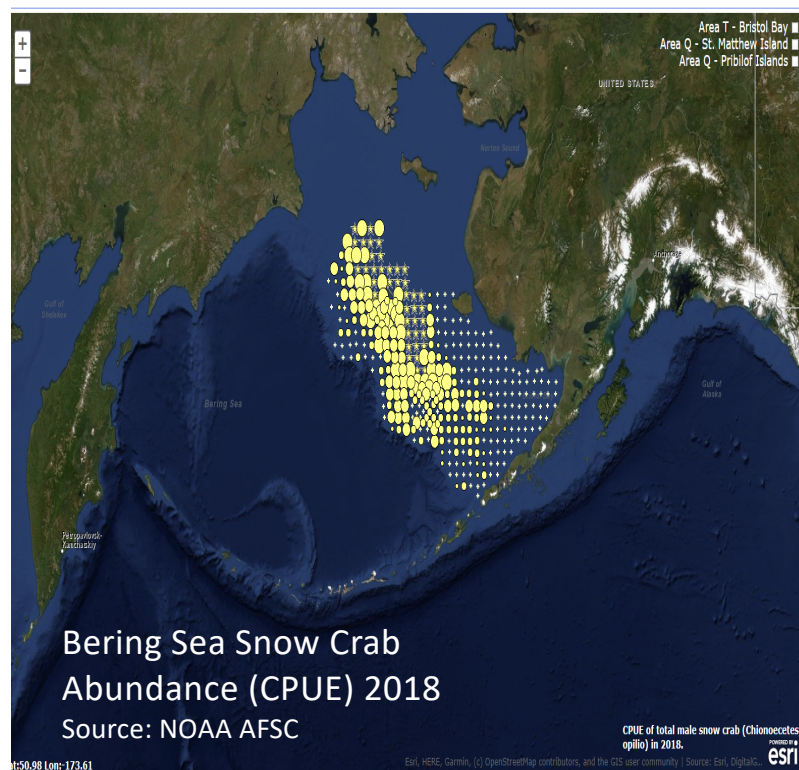 +
−
Area T - Bristol Bay
Area Q - St. Matthew Island
Area Q - Pribilof Islands
UNITED STATES
Norton Sound
Anchorage
Gulf of
Bering Sea
Gulf of
Alaska
Petropavlovsk-
Kamchatskiy
Bering Sea Snow Crab
Abundance (CPUE) 2018
Source: NOAA AFSC
CPUE of total male snow crab (Chionoecetes
opilio) in 2018.
POWERED BY
esri
Esri, HERE, Garmin, (c) OpenStreetMap contributors, and the GIS user community | Source: Esri, DigitalG...
t:50.98 Lon:-173.61